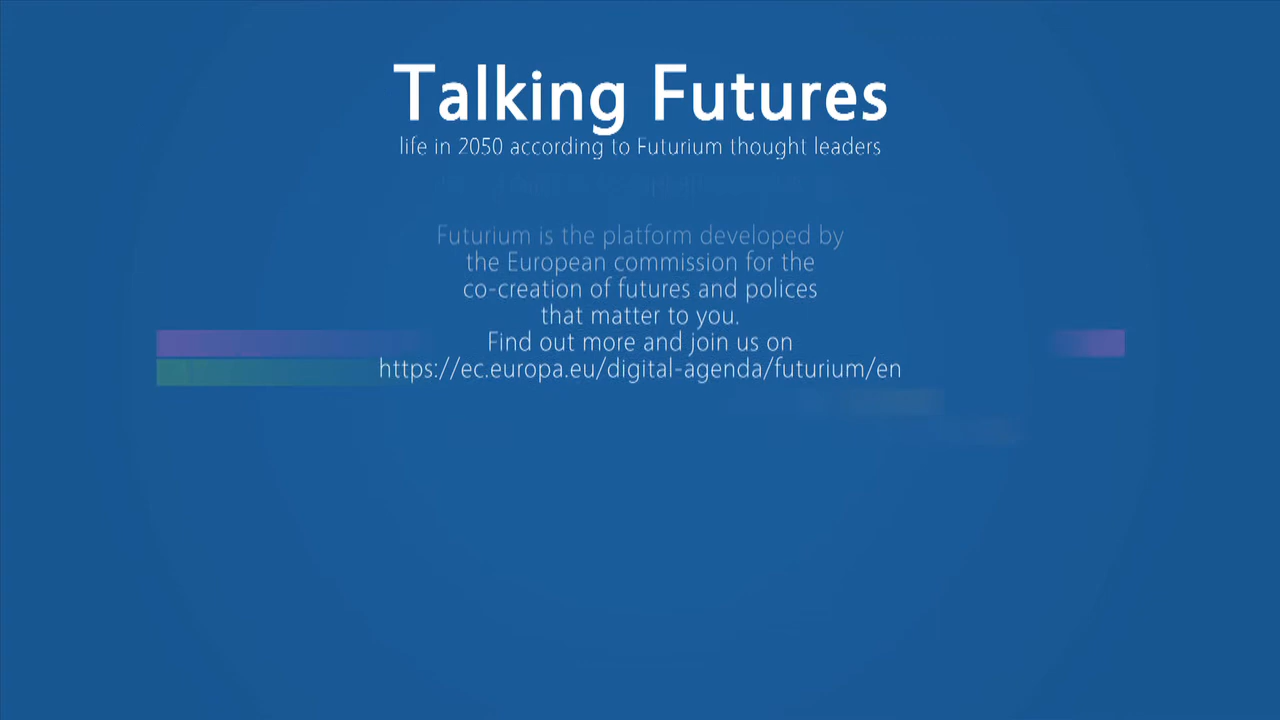 Talking Futures
life in 2050 according to Futurium thought leaders
Futurium is the platform developed by
the European commission for the
co-creation of futures and polices
that matter to you.
Find out more and join us on
https://ec.europa.eu/digital-agenda/futurium/en